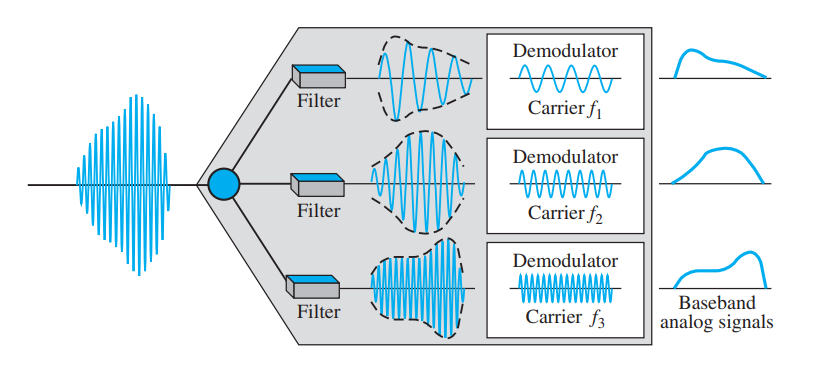 Filter
Demodulator
Carrier f1
Filter
Demodulator
Carrier f2
Filter
Demodulator
Carrier f3
Baseband
analog signals